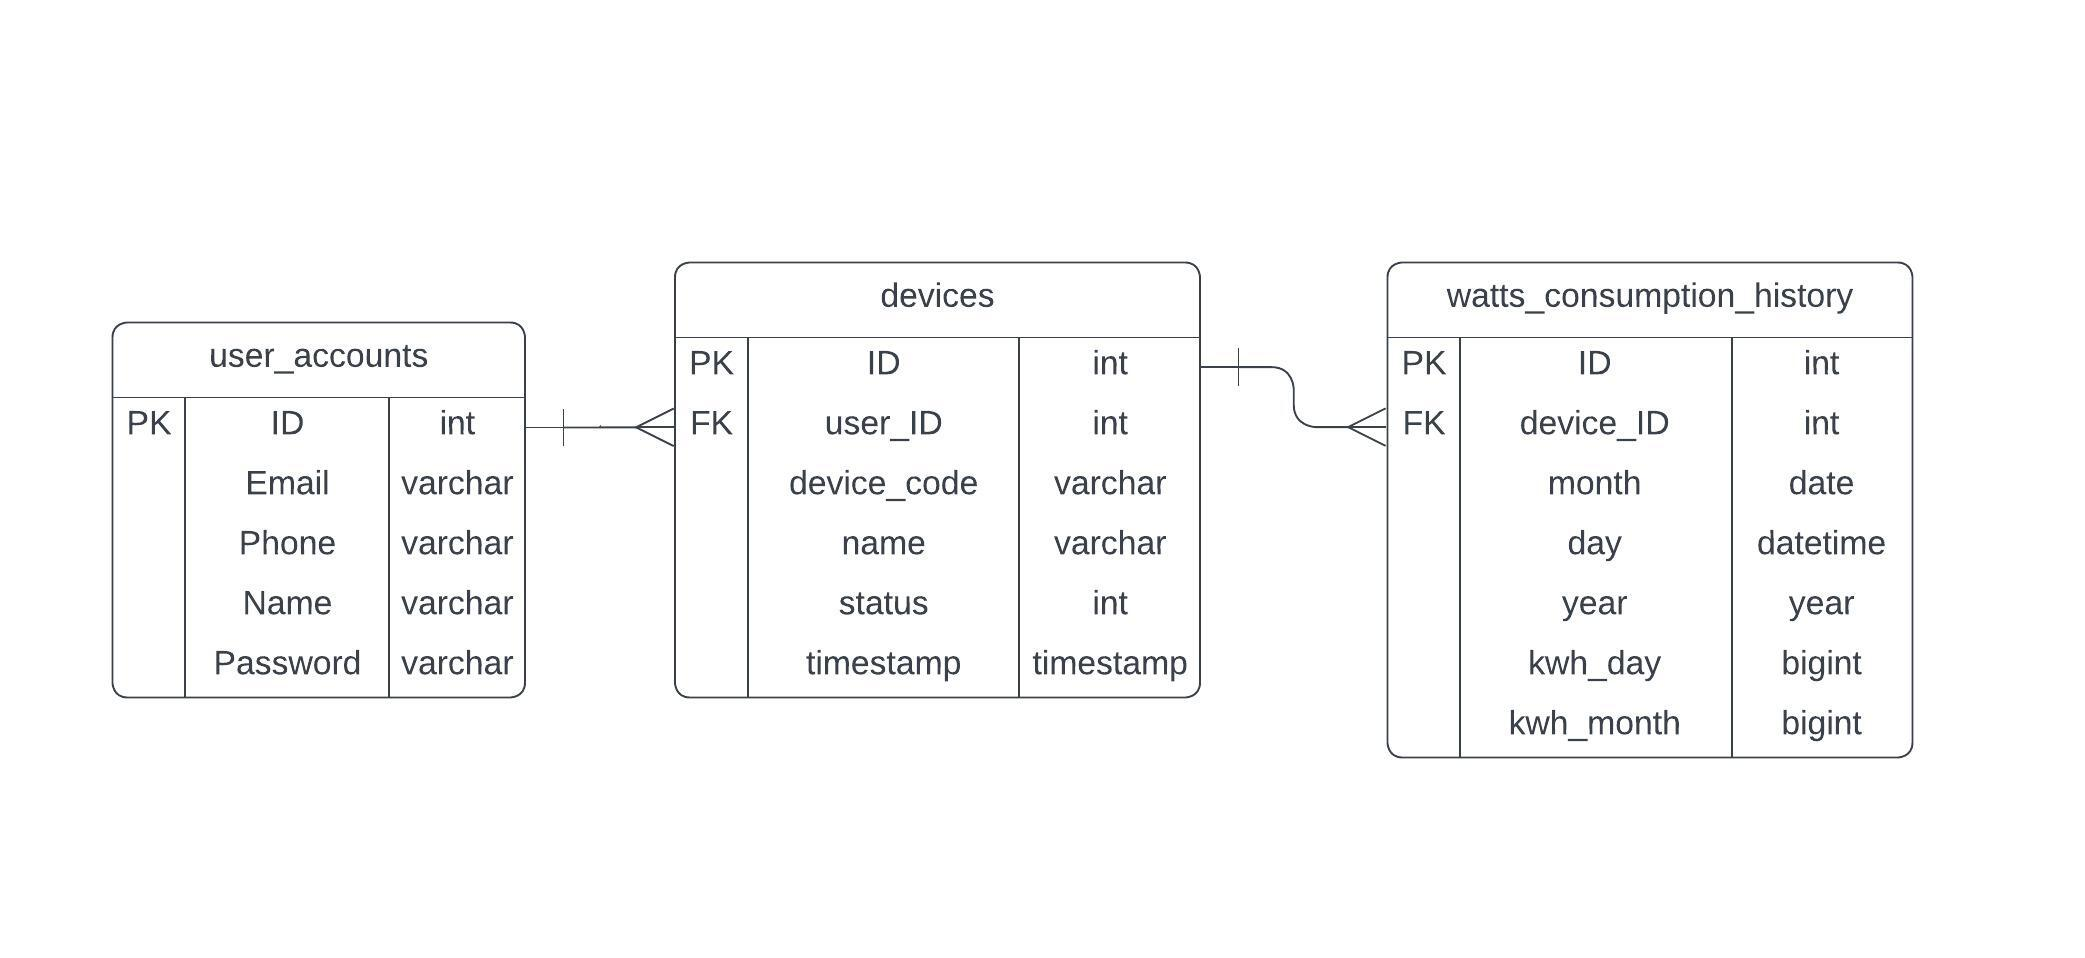 user_accounts
PK ID int
Email varchar
Phone varchar
Name varchar
Password varchar
devices
PK ID int
FK user_ID int
device_code varchar
name varchar
status int
timestamp timestamp
watts_consumption_history
PK ID int
FK device_ID int
month date
day datetime
year year
kwh_day bigint
kwh_month bigint